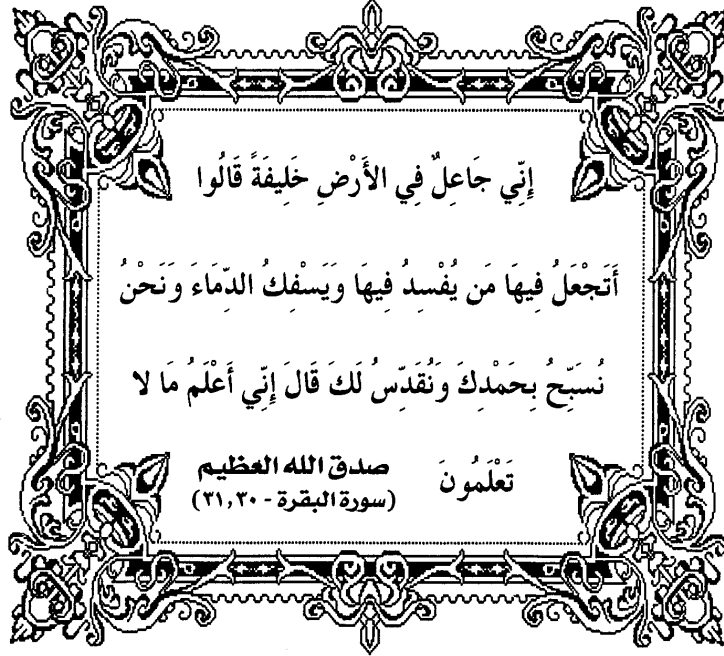 إِنِّي جَاعِلٌ فِي الأَرْضِ خَلِيفَةً قَالُوا
أَتَجْعَلُ فِيهَا مَن يُفْسِدُ فِيهَا وَيَسْفِكُ الدِّمَاءَ وَنَحْنُ
نُسَبِّحُ بِحَمْدِكَ وَنُقَدِّسُ لَكَ قَالَ إِنِّي أَعْلَمُ مَا لا
تَعْلَمُونَ صدق الله العظيم
(سورة البقرة - ٣١,٣٠)